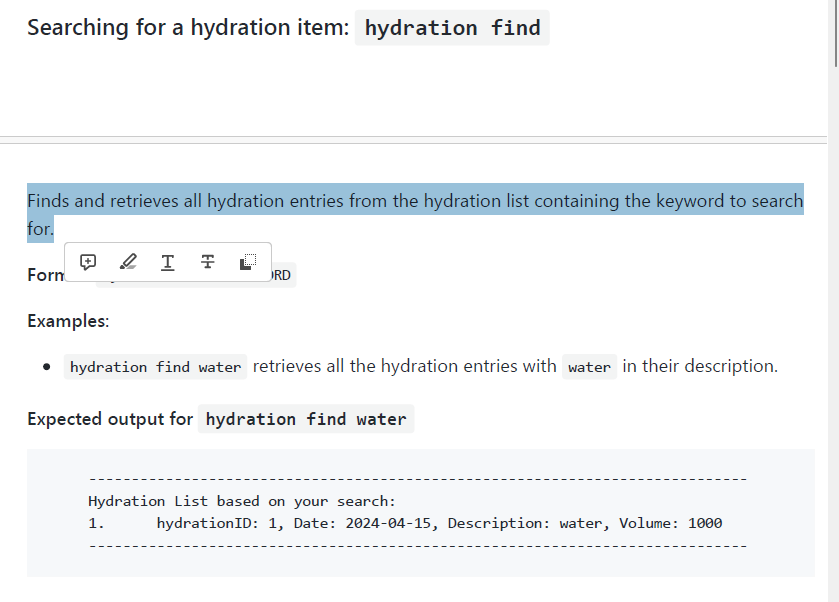 Searching for a hydration item: hydration find
Finds and retrieves all hydration entries from the hydration list containing the keyword to search
for.
Examples:
hydration find water retrieves all the hydration entries with water in their description.
Expected output for hydration find water
--------------------------------------------------------------------------------
Hydration List based on your search:
1. hydrationID: 1, Date: 2024-04-15, Description: water, Volume: 1000
--------------------------------------------------------------------------------